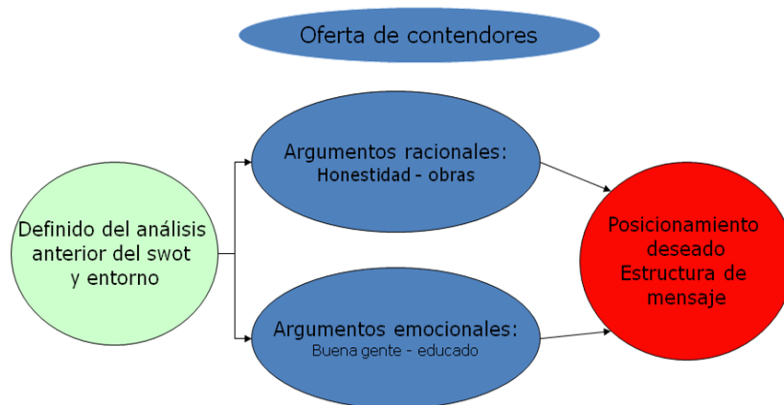 Oferta de contendores
Argumentos racionales:
Honestidad - obras
Definido del análisis
anterior del swot
y entorno
Posicionamiento
deseado
Estructura de
mensaje
Argumentos emocionales:
Buena gente - educado